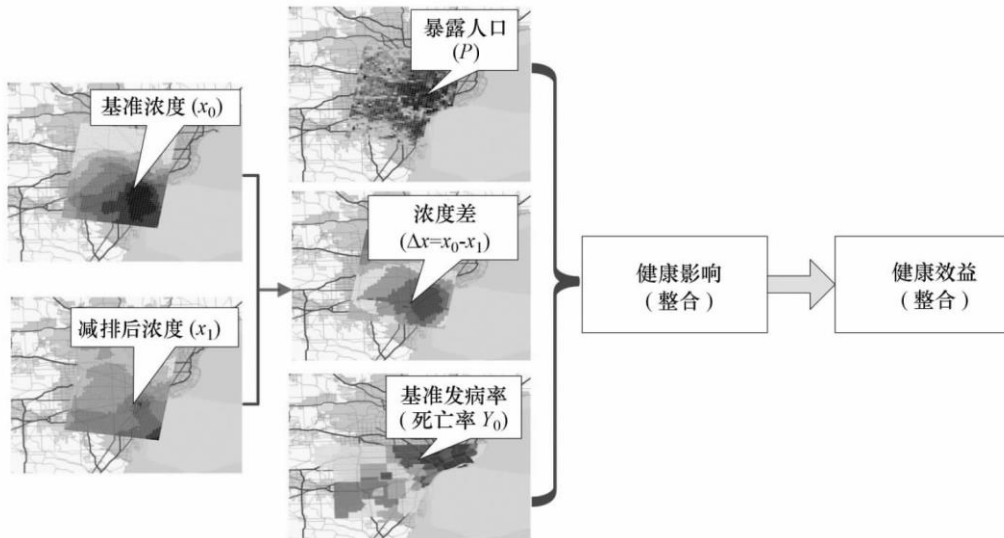 基准浓度 (x₀)
减排后浓度 (x₁)
暴露人口
(P)
浓度差
(Δx=x₀-x₁)
基准发病率
( 死亡率 Y₀)
健康影响
( 整合 )
健康效益
( 整合 )